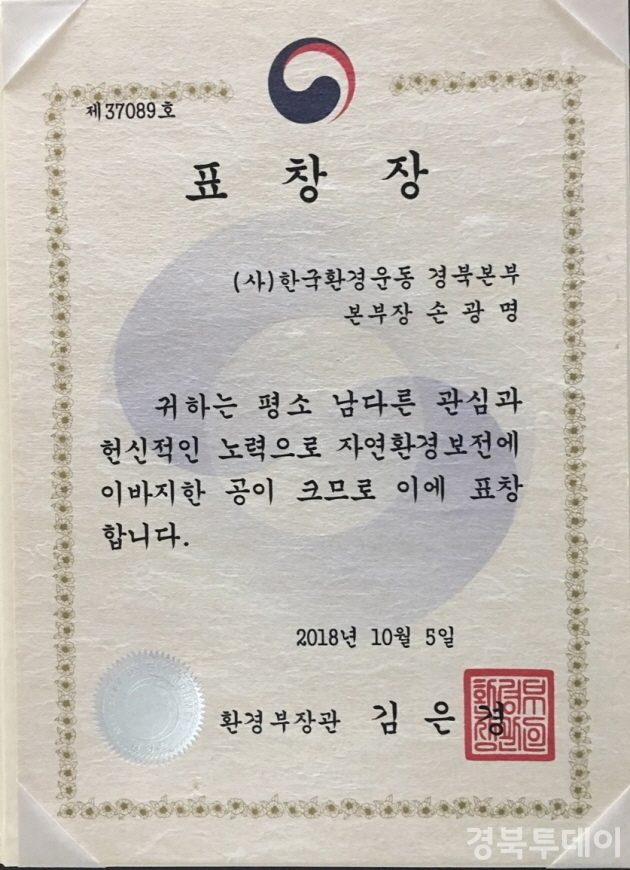 제37089호
표 창 장
(사)한국환경운동 경북본부
본부장 손 광 명
귀하는 평소 남다른 관심과
헌신적인 노력으로 자연환경보전에
이바지한 공이 크므로 이에 표창
합니다.
2018년 10월 5일
환경부장관 김 은 경
경북투데이